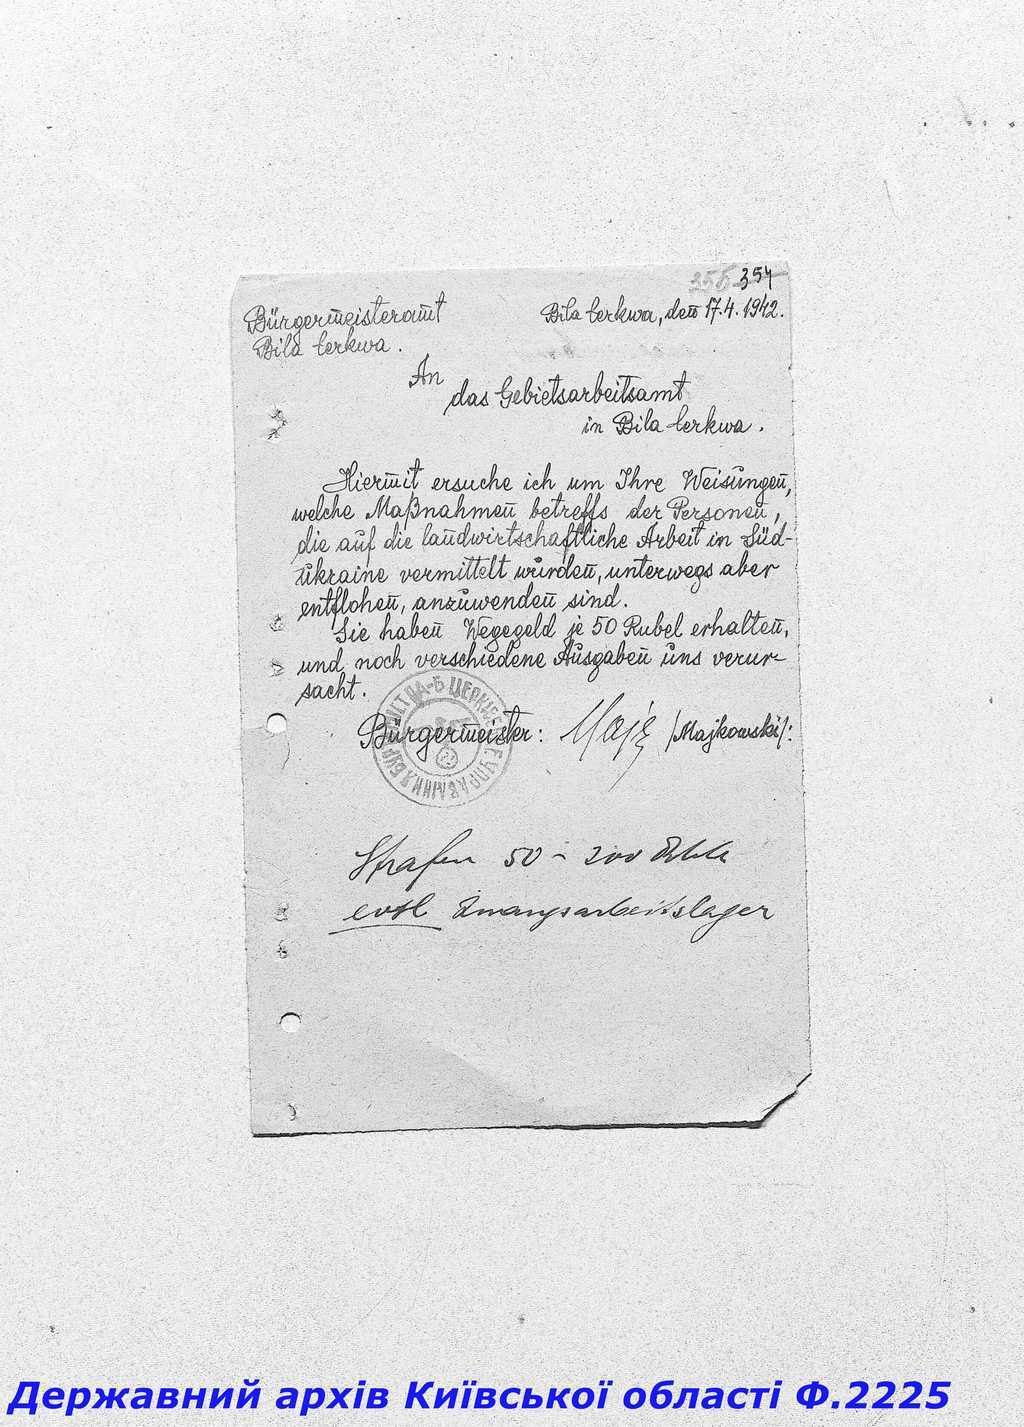 354
Bürgermeisteramt
Bila Cerkwa.
Bila Cerkwa, den 17.4.1942.
An
das Gebietsarbeitsamt
in Bila Cerkwa.
Hiermit ersuche ich um Ihre Weisungen,
welche Maßnahmen betreffs der Personen,
die auf die landwirtschaftliche Arbeit in Süd-
ukraine vermittelt wurden, unterwegs aber
entflohen, anzuwenden sind.
Sie haben Wegegeld je 50 Rubel erhalten,
und noch verschiedene Ausgaben uns verur-
sacht.
Bürgermeister: /Majkowski/:
Strafen 50 - 200
evtl Zwangsarbeitslager
Державний архів Київської області Ф.2225